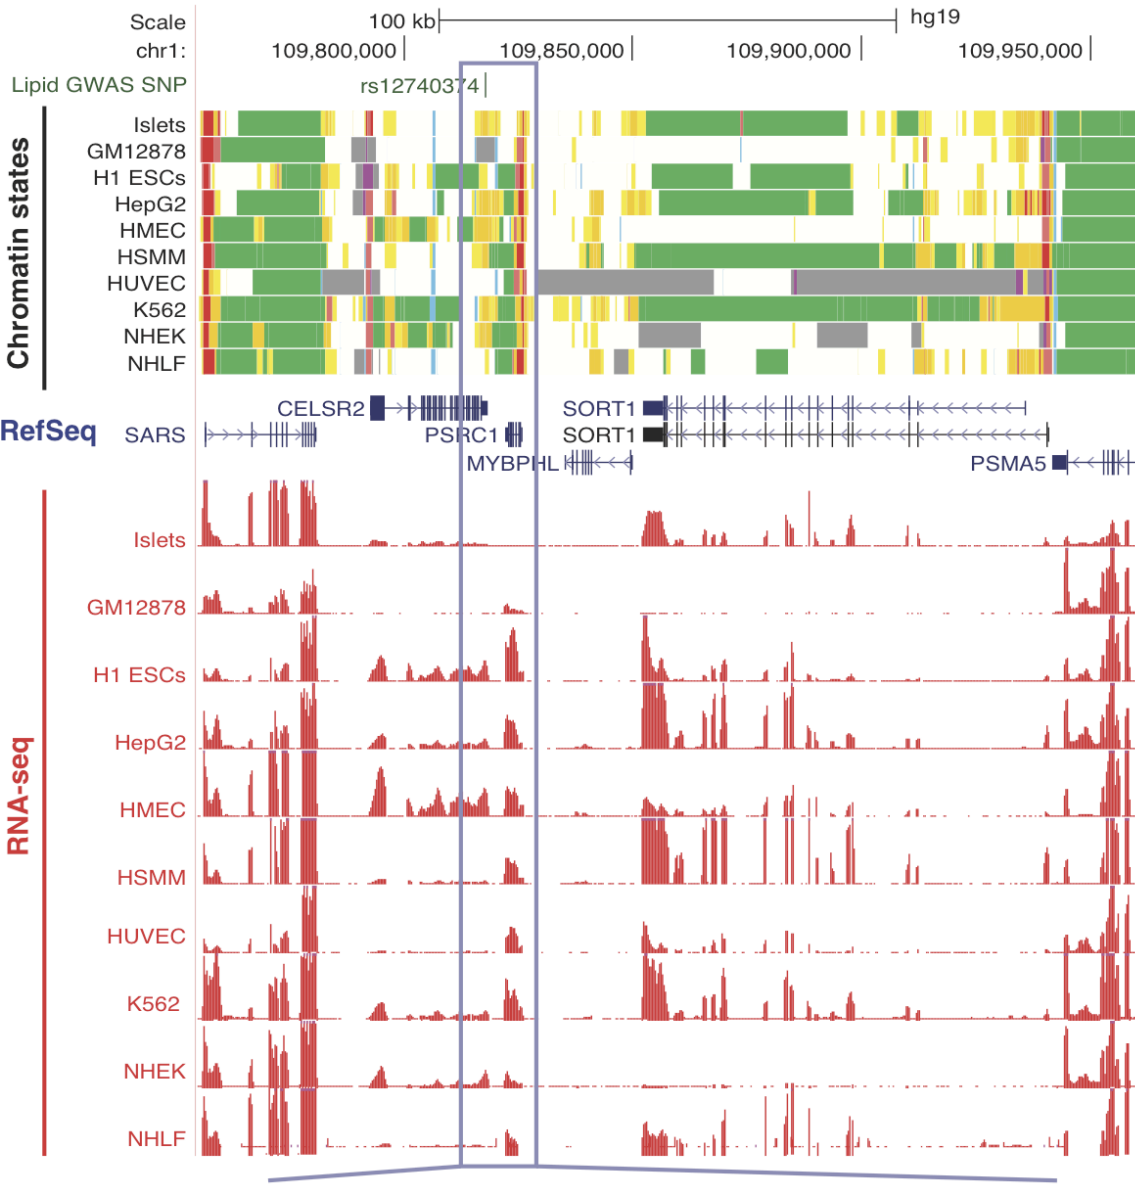 Scale 100 kb hg19
chr1: 109,800,000 109,850,000 109,900,000 109,950,000
Lipid GWAS SNP rs12740374
Chromatin states
Islets
GM12878
H1 ESCs
HepG2
HMEC
HSMM
HUVEC
K562
NHEK
NHLF
CELSR2 SORT1
RefSeq SARS PSRC1 SORT1
MYBPHL PSMA5
RNA-seq
Islets
GM12878
H1 ESCs
HepG2
HMEC
HSMM
HUVEC
K562
NHEK
NHLF